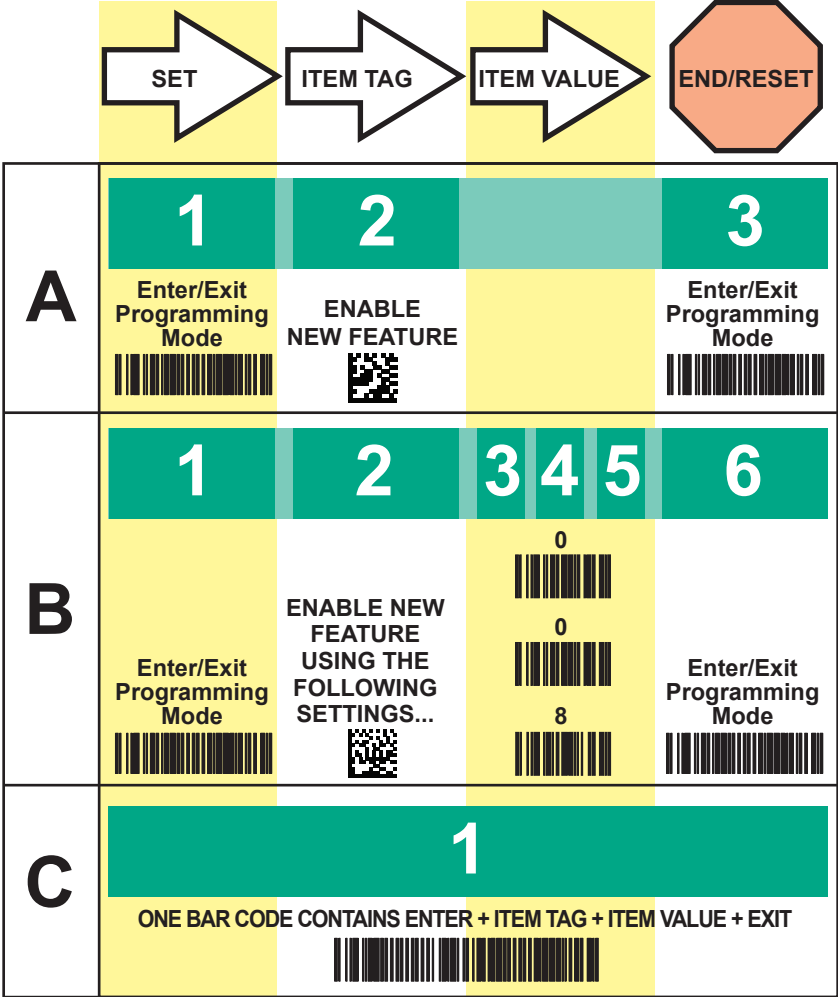 SET
ITEM TAG
ITEM VALUE
END/RESET
A
1
2
3
Enter/Exit
Programming
Mode
ENABLE
NEW FEATURE
Enter/Exit
Programming
Mode
B
1
2
3
4
5
6
Enter/Exit
Programming
Mode
ENABLE NEW
FEATURE
USING THE
FOLLOWING
SETTINGS...
0
0
8
Enter/Exit
Programming
Mode
C
1
ONE BAR CODE CONTAINS ENTER + ITEM TAG + ITEM VALUE + EXIT